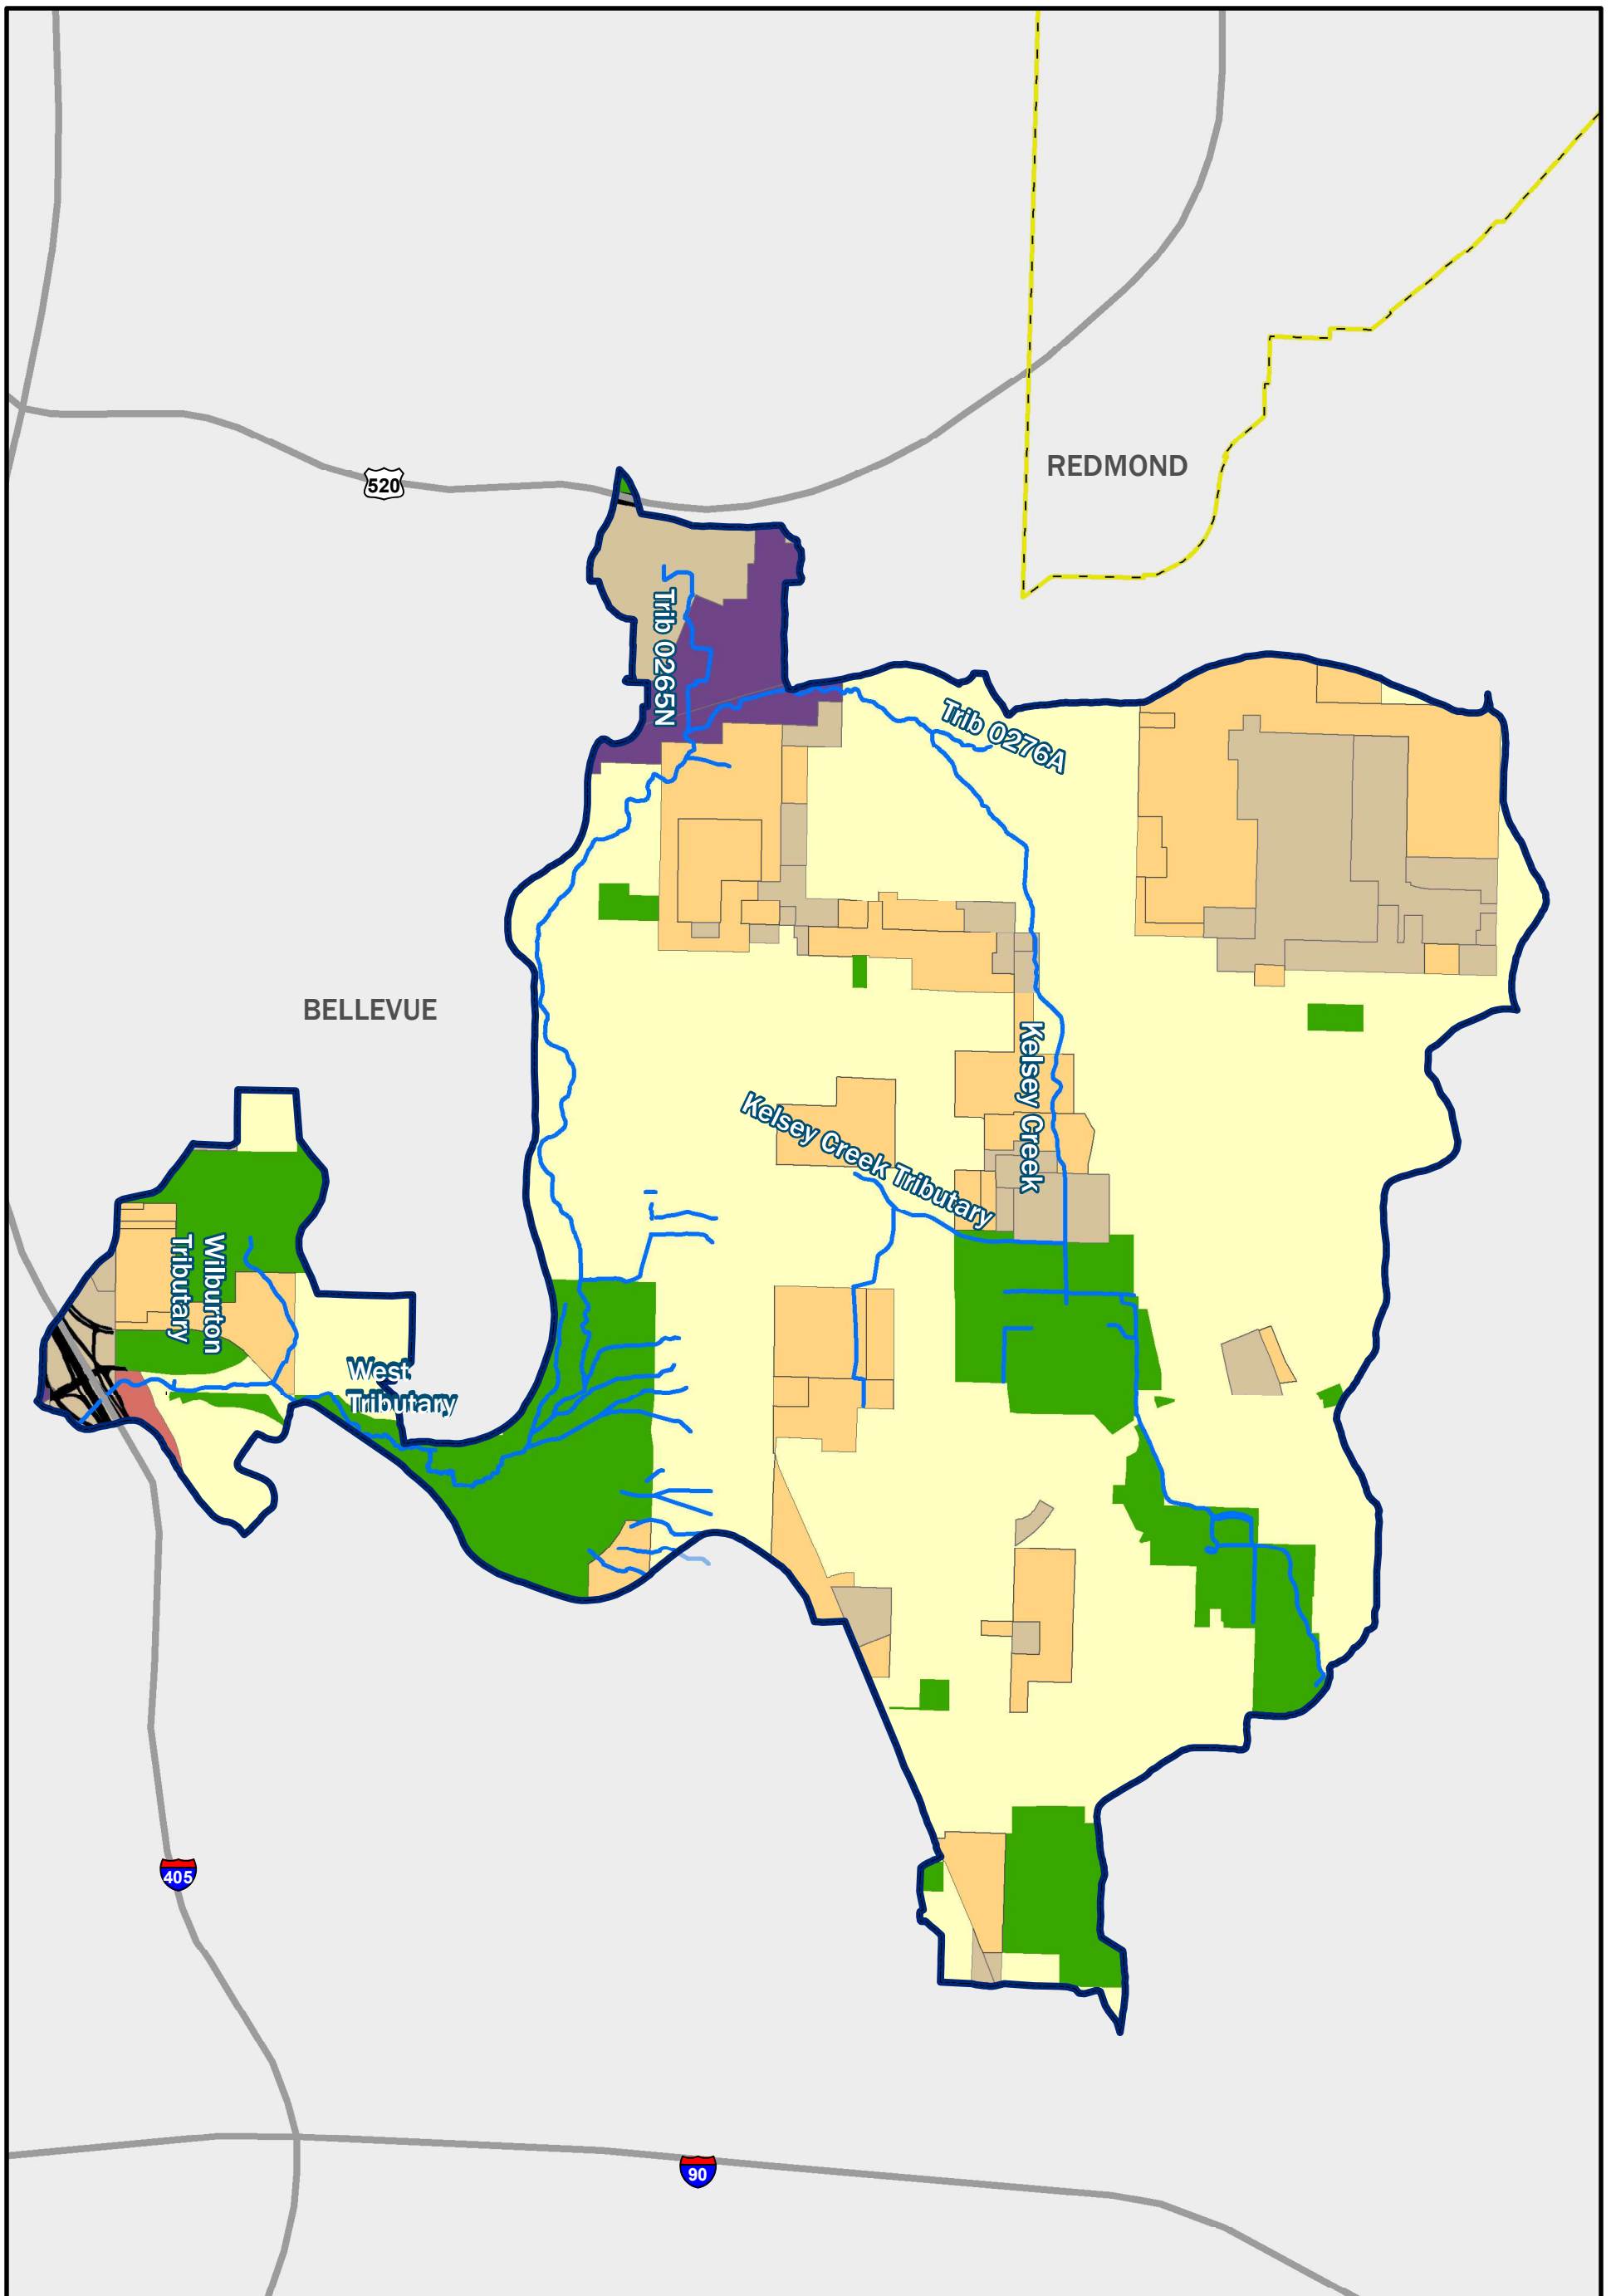 REDMOND
520
Trib 0265N
Trib 0276A
BELLEVUE
Kelsey Creek
Kelsey Creek Tributary
Wilburton
Tributary
West
Tributary
405
90